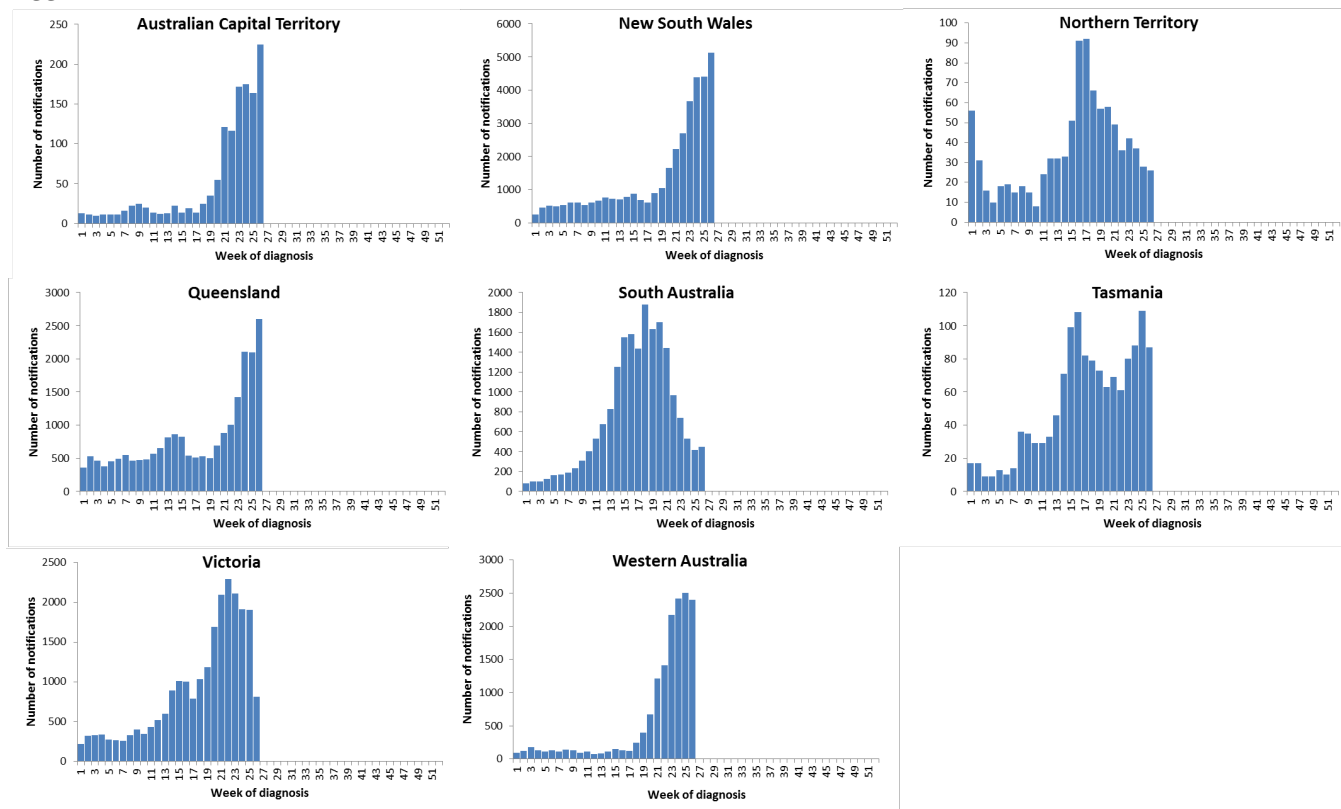 Australian Capital Territory
Number of notifications
250
200
150
100
50
0
1 3 5 7 9 11 13 15 17 19 21 23 25 27 29 31 33 35 37 39 41 43 45 47 49 51
Week of diagnosis
New South Wales
Number of notifications
6000
5000
4000
3000
2000
1000
0
1 3 5 7 9 11 13 15 17 19 21 23 25 27 29 31 33 35 37 39 41 43 45 47 49 51
Week of diagnosis
Northern Territory
Number of notifications
100
90
80
70
60
50
40
30
20
10
0
1 3 5 7 9 11 13 15 17 19 21 23 25 27 29 31 33 35 37 39 41 43 45 47 49 51
Week of diagnosis
Queensland
Number of notifications
3000
2500
2000
1500
1000
500
0
1 3 5 7 9 11 13 15 17 19 21 23 25 27 29 31 33 35 37 39 41 43 45 47 49 51
Week of diagnosis
South Australia
Number of notifications
2000
1800
1600
1400
1200
1000
800
600
400
200
0
1 3 5 7 9 11 13 15 17 19 21 23 25 27 29 31 33 35 37 39 41 43 45 47 49 51
Week of diagnosis
Tasmania
Number of notifications
120
100
80
60
40
20
0
1 3 5 7 9 11 13 15 17 19 21 23 25 27 29 31 33 35 37 39 41 43 45 47 49 51
Week of diagnosis
Victoria
Number of notifications
2500
2000
1500
1000
500
0
1 3 5 7 9 11 13 15 17 19 21 23 25 27 29 31 33 35 37 39 41 43 45 47 49 51
Week of diagnosis
Western Australia
Number of notifications
3000
2500
2000
1500
1000
500
0
1 3 5 7 9 11 13 15 17 19 21 23 25 27 29 31 33 35 37 39 41 43 45 47 49 51
Week of diagnosis